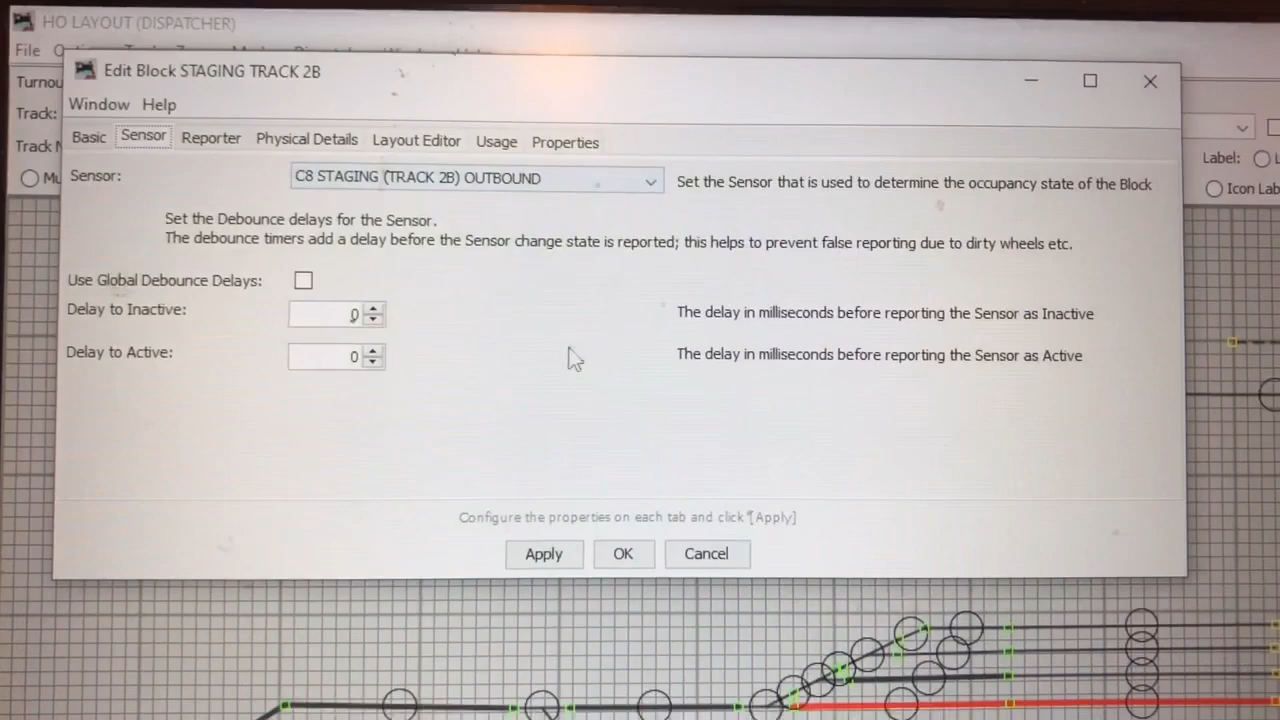 HO LAYOUT (DISPATCHER)
File
Edit Block STAGING TRACK 2B
Window Help
Basic Sensor Reporter Physical Details Layout Editor Usage Properties
Sensor: C8 STAGING (TRACK 2B) OUTBOUND Set the Sensor that is used to determine the occupancy state of the Block
Set the Debounce delays for the Sensor.
The debounce timers add a delay before the Sensor change state is reported; this helps to prevent false reporting due to dirty wheels etc.
Use Global Debounce Delays:
Delay to Inactive: 0 The delay in milliseconds before reporting the Sensor as Inactive
Delay to Active: 0 The delay in milliseconds before reporting the Sensor as Active
Configure the properties on each tab and click [Apply]
Apply OK Cancel
Turnou
Track:
Track N
Mu
Label:
Icon Lab